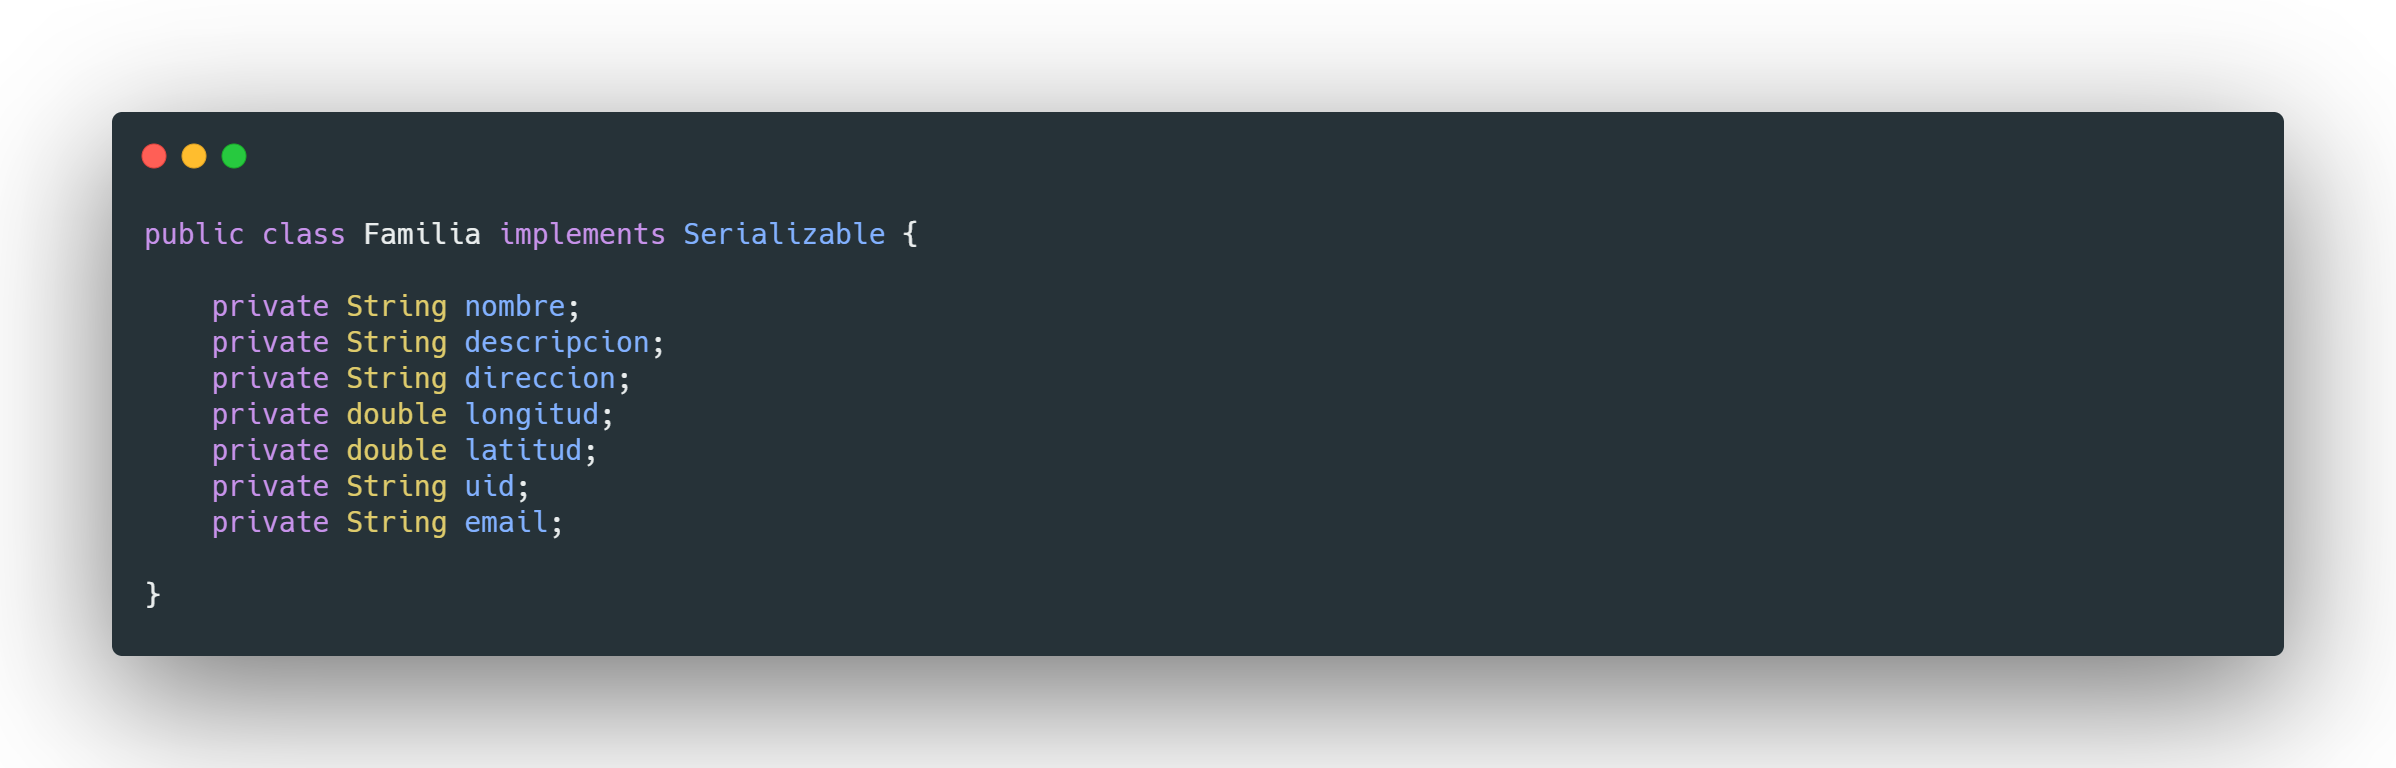 public class Familia implements Serializable {
private String nombre;
private String descripcion;
private String direccion;
private double longitud;
private double latitud;
private String uid;
private String email;
}